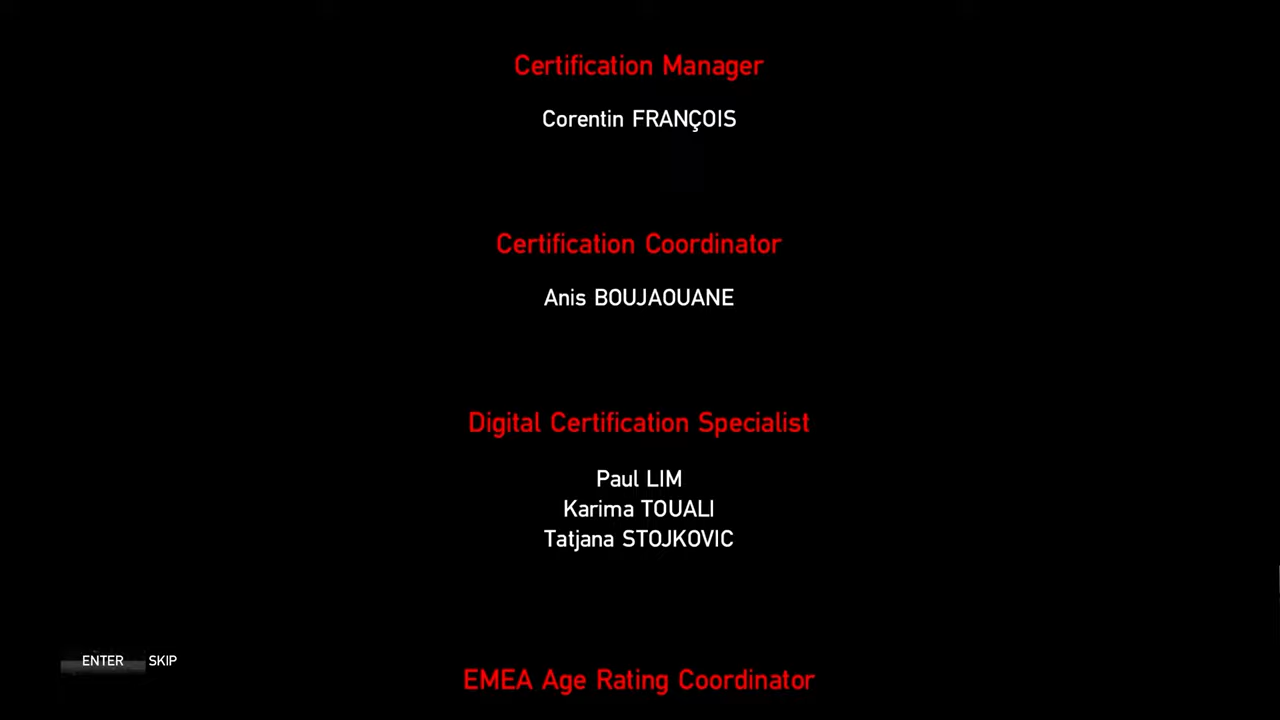 Certification Manager
Corentin FRANÇOIS
Certification Coordinator
Anis BOUJAOUANE
Digital Certification Specialist
Paul LIM
Karima TOUALI
Tatjana STOJKOVIC
ENTER SKIP
EMEA Age Rating Coordinator